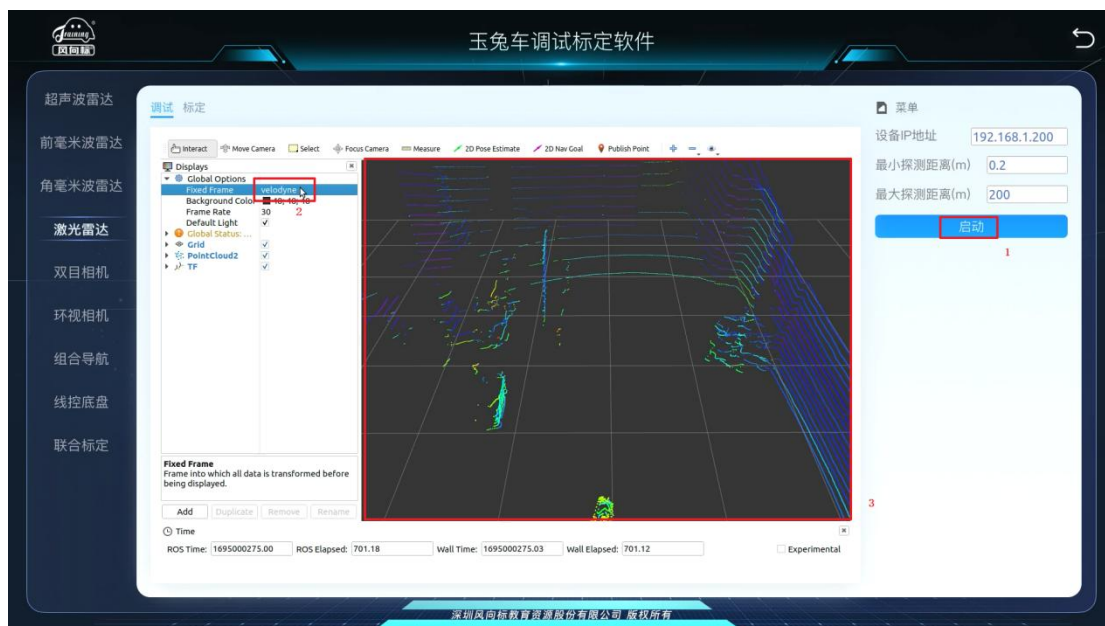 Fxining
风向标
玉兔车调试标定软件
超声波雷达
前毫米波雷达
角毫米波雷达
激光雷达
双目相机
环视相机
组合导航
线控底盘
联合标定
调试 标定
Interact Move Camera Select Focus Camera Measure 2D Pose Estimate 2D Nav Goal Publish Point
Displays
Global Options
Fixed Frame velodyne
Background Color 48; 48; 48
2
Frame Rate 30
Default Light
Global Status: ...
Grid
PointCloud2
TF
Fixed Frame
Frame into which all data is transformed before
being displayed.
Add Duplicate Remove Rename
Time
ROS Time: 1695000275.00 ROS Elapsed: 701.18 Wall Time: 1695000275.03 Wall Elapsed: 701.12 Experimental
菜单
设备IP地址 192.168.1.200
最小探测距离(m) 0.2
最大探测距离(m) 200
启动
1
3
深圳风向标教育资源股份有限公司 版权所有